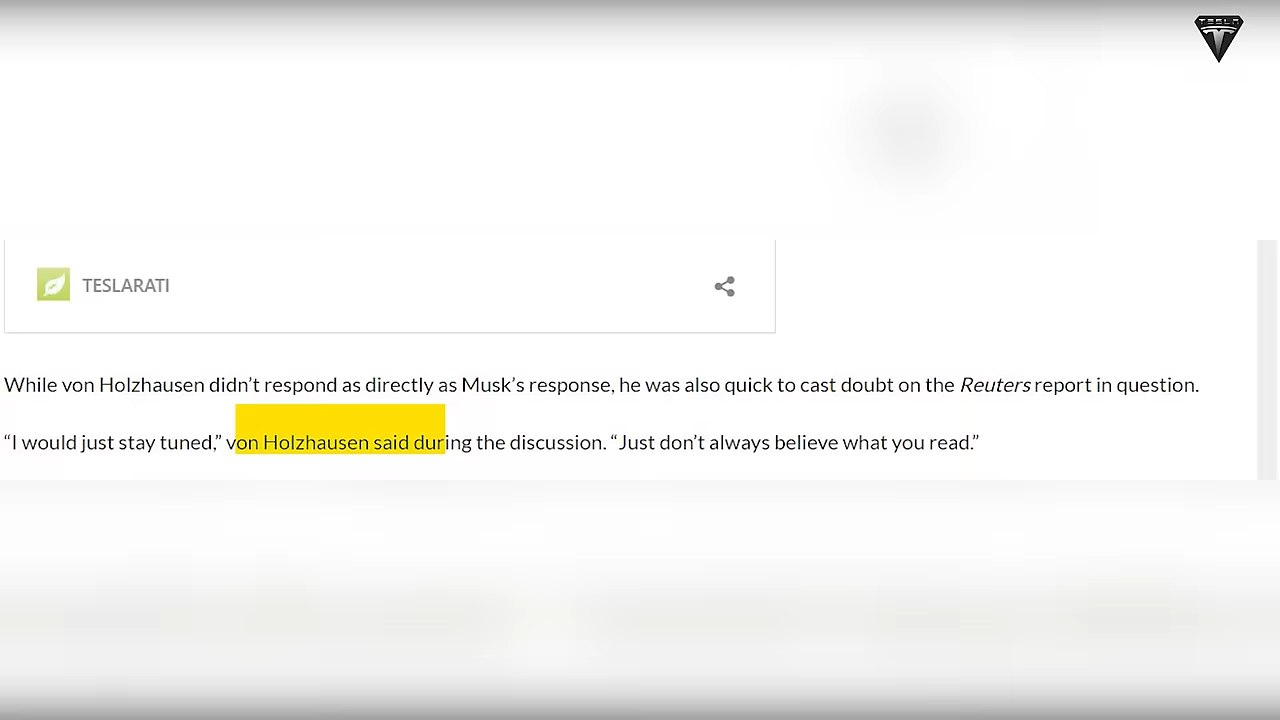 TESLA
TESLARATI
While von Holzhausen didn’t respond as directly as Musk’s response, he was also quick to cast doubt on the Reuters report in question.
“I would just stay tuned,” von Holzhausen said during the discussion. “Just don’t always believe what you read.”